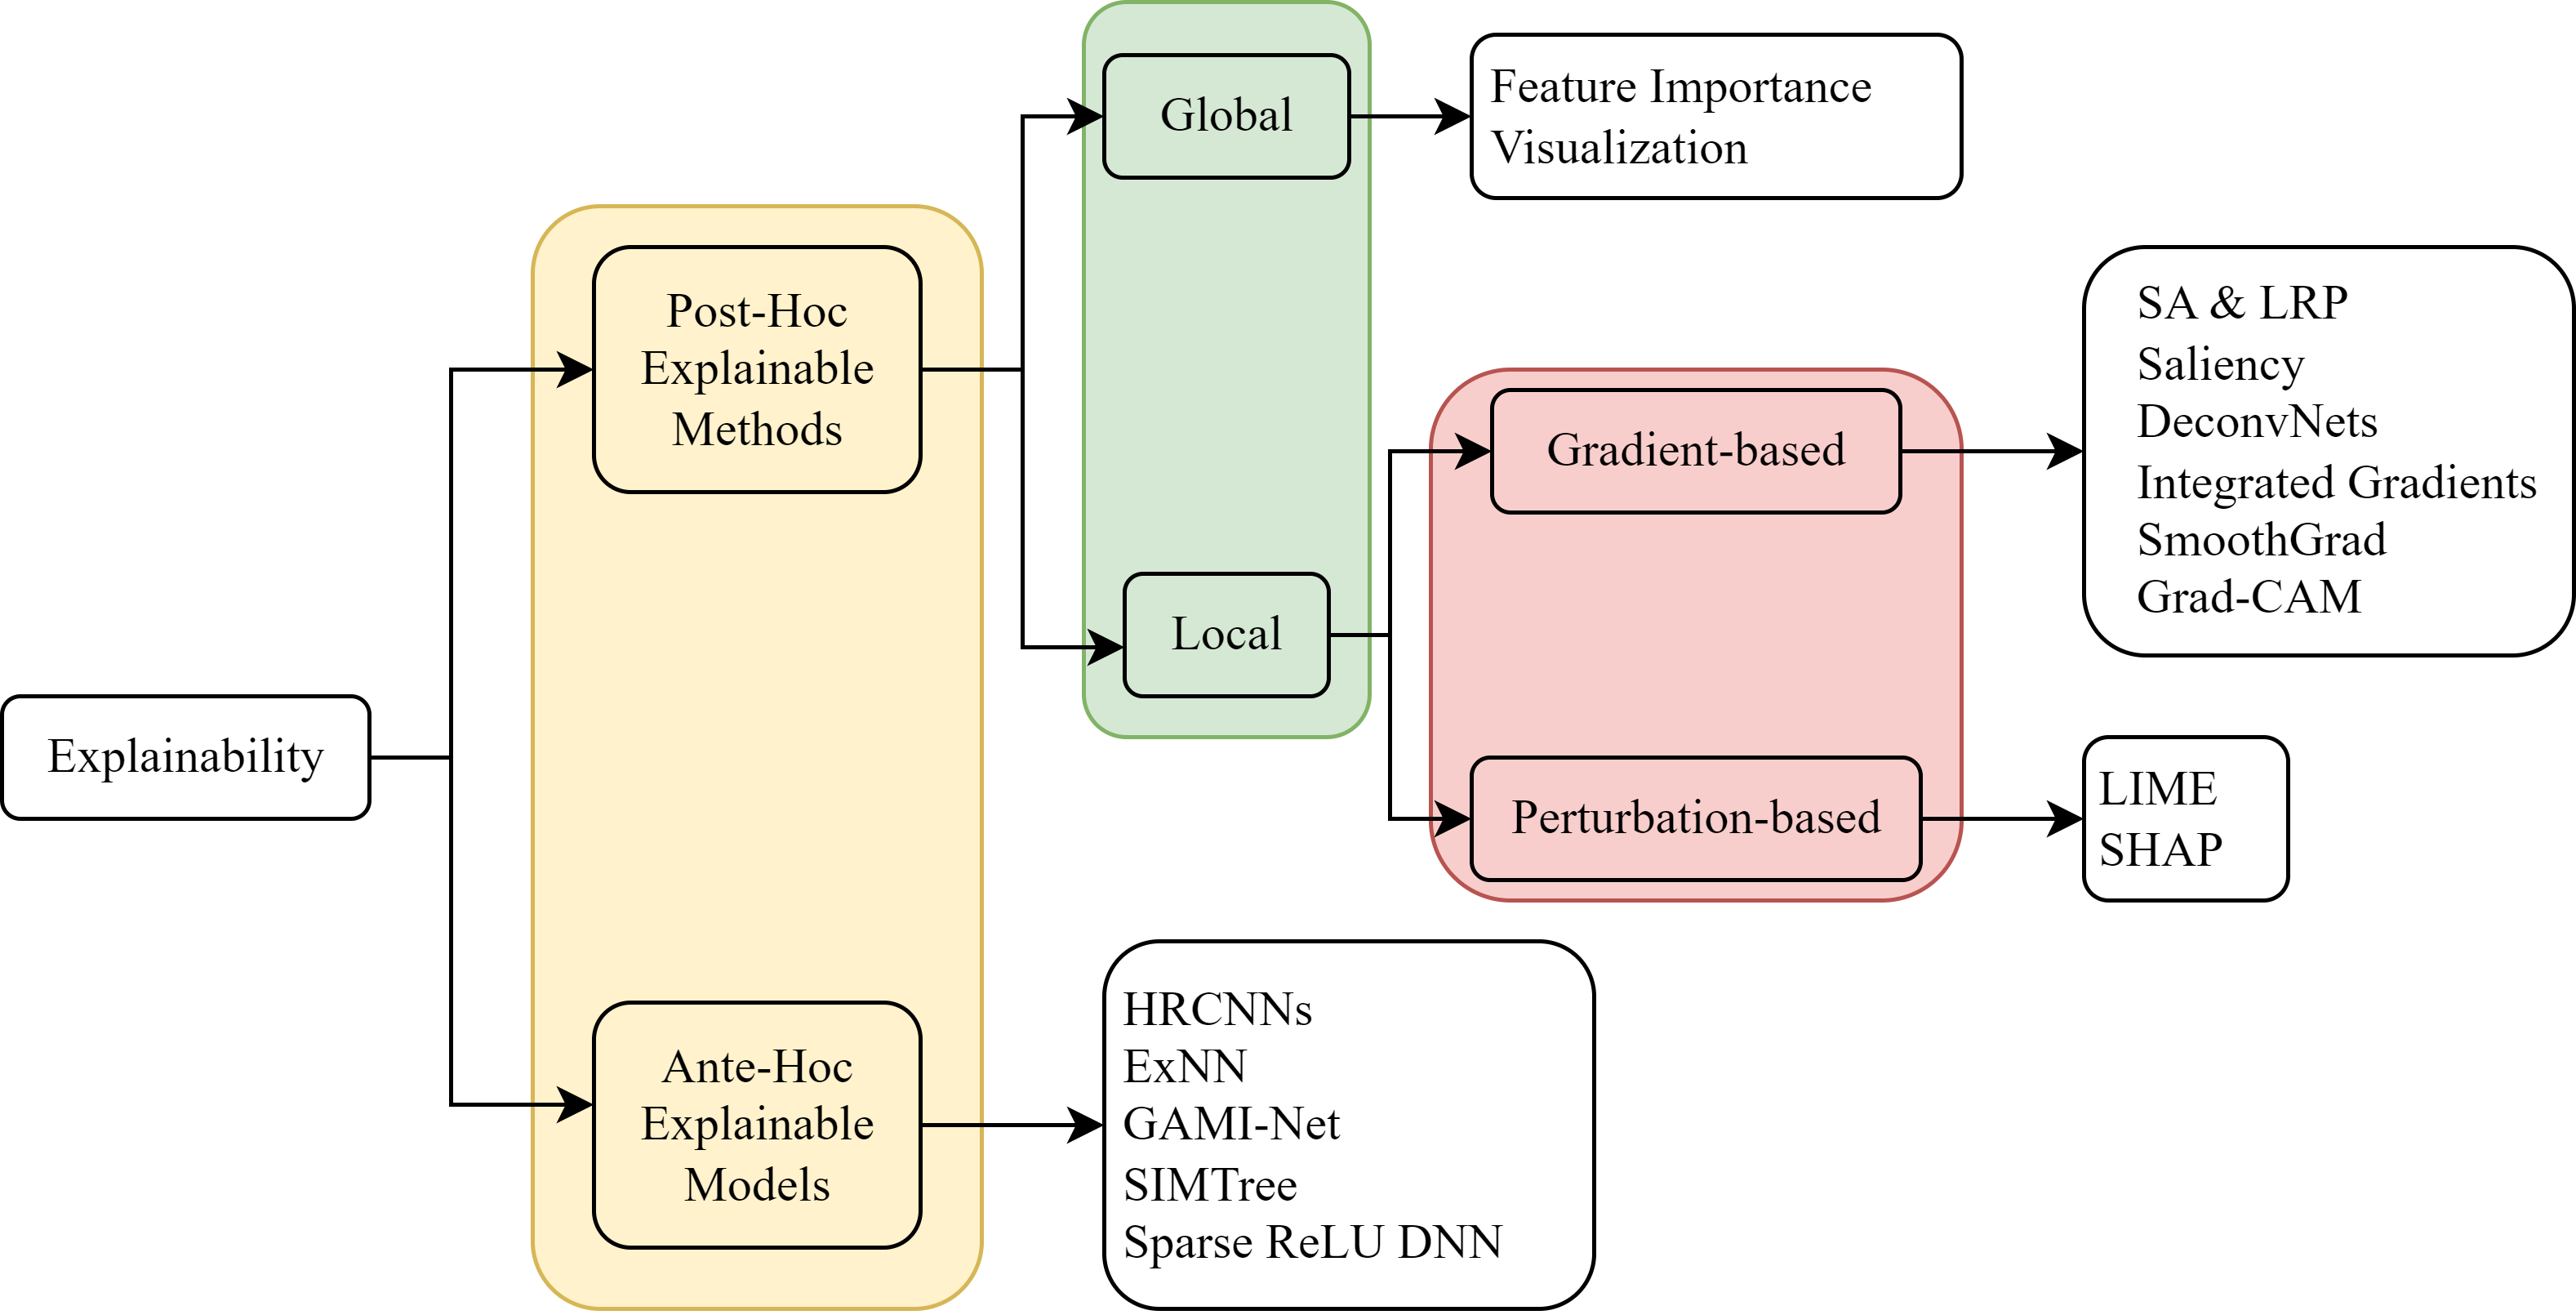 Explainability
Post-Hoc
Explainable
Methods
Ante-Hoc
Explainable
Models
Global
Local
Feature Importance
Visualization
Gradient-based
Perturbation-based
SA & LRP
Saliency
DeconvNets
Integrated Gradients
SmoothGrad
Grad-CAM
LIME
SHAP
HRCNNs
ExNN
GAMI-Net
SIMTree
Sparse ReLU DNN